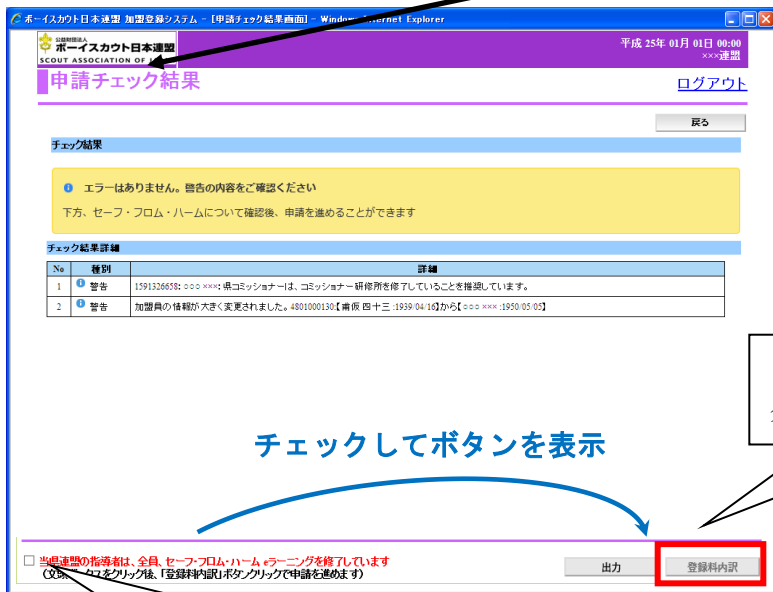 ボーイスカウト日本連盟 加盟登録システム - [申請チェック結果画面] - Windows Internet Explorer
公益財団法人
ボーイスカウト日本連盟
SCOUT ASSOCIATION OF
平成 25年 01月 01日 00:00
×××連盟
申請チェック結果
ログアウト
戻る
チェック結果
エラーはありません。警告の内容をご確認ください
下方、セーフ・フロム・ハームについて確認後、申請を進めることができます
チェック結果詳細
No 種別 詳細
1 警告 1591326658: ○○○ ×××: 県コミッショナーは、コミッショナー研修所を修了していることを推奨しています。
2 警告 加盟員の情報が大きく変更されました。4801000130【甫仮 四十三 :1939/04/16】から【○○○ ××× :1950/05/05】
チェックしてボタンを表示
当県連盟の指導者は、全員、セーフ・フロム・ハーム eラーニングを修了しています
(文頭ボックスをクリック後、「登録料内訳」ボタンクリックで申請を進めます)
出力
登録料内訳